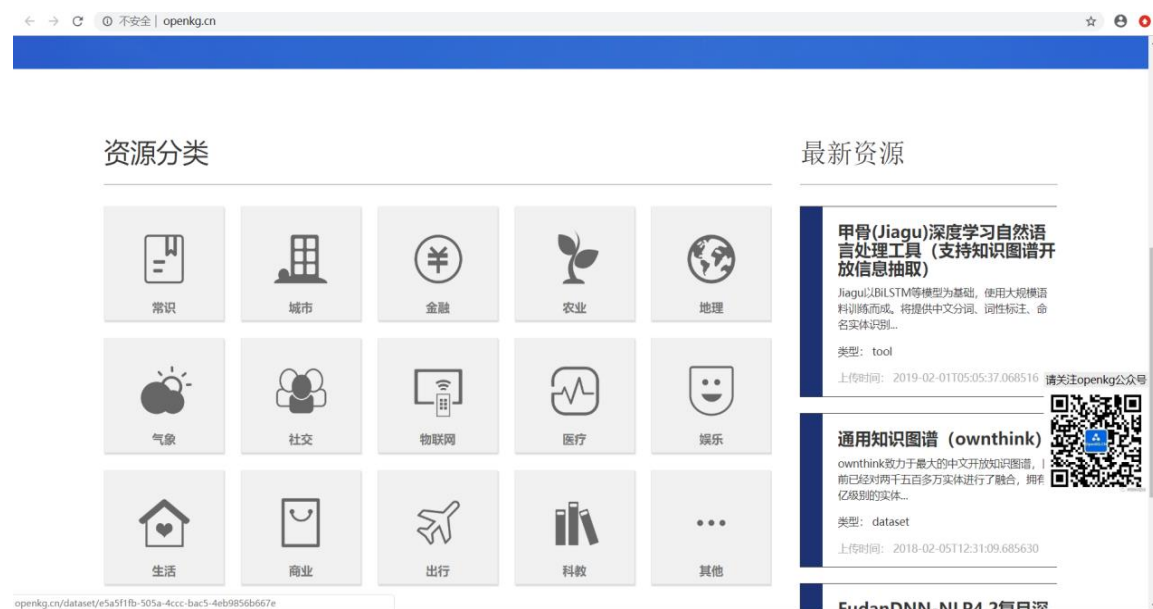 不安全 | openkg.cn
资源分类
最新资源
常识
城市
金融
农业
地理
气象
社交
物联网
医疗
娱乐
生活
商业
出行
科教
其他
甲骨(Jiagu)深度学习自然语
言处理工具（支持知识图谱开
放信息抽取）
Jiagu以BiLSTM等模型为基础，使用大规模语
料训练而成。将提供中文分词、词性标注、命
名实体识别...
类型： tool
上传时间： 2019-02-01T05:05:37.068516
请关注openkg公众号
通用知识图谱（ownthink）
ownthink致力于最大的中文开放知识图谱，
前已经对两千五百多万实体进行了融合，拥有
亿级别的实体...
类型： dataset
上传时间： 2018-02-05T12:31:09.685630
FudanDNN-NLP4.2复旦深
openkg.cn/dataset/e5a5f1fb-505a-4ccc-bac5-4eb9856b667e